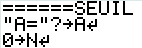 ======SEUIL
"A="?→A↵
0→N↵